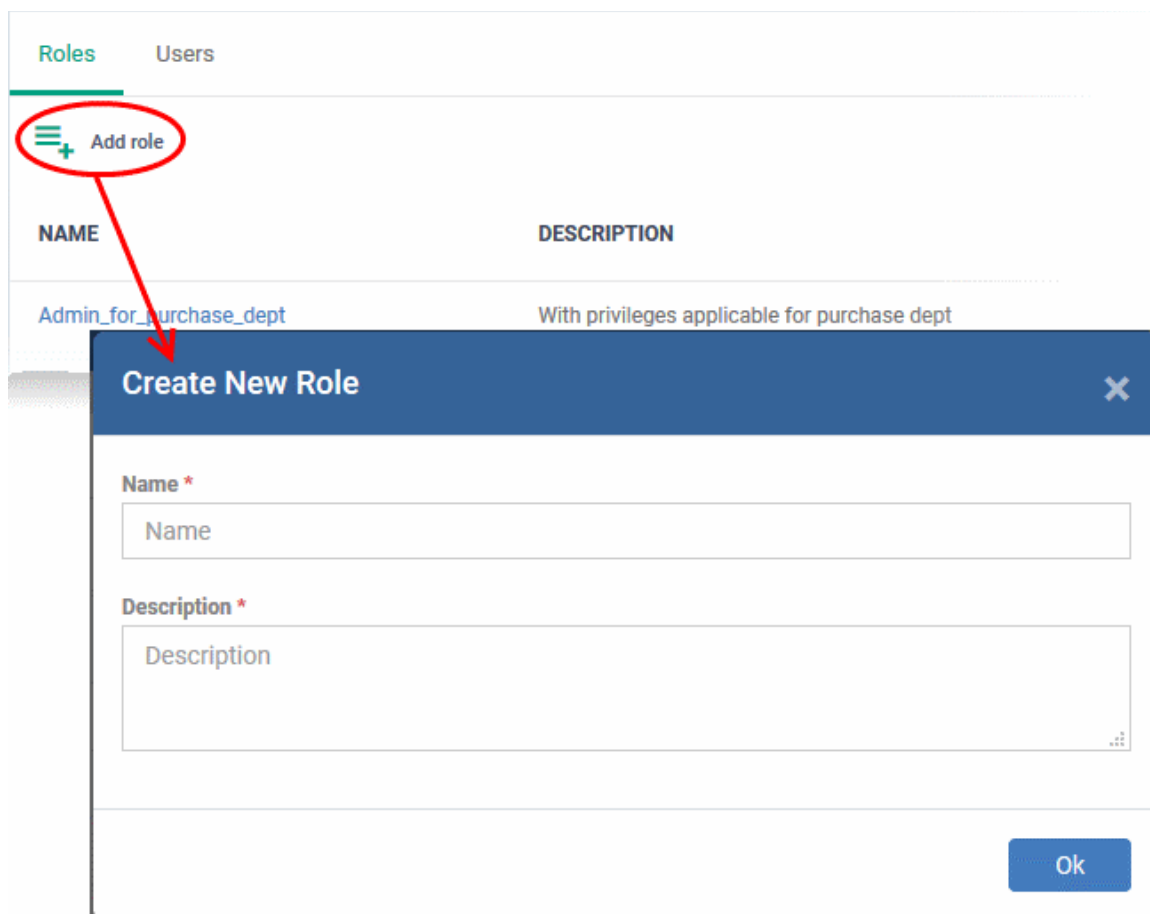 Roles Users
Add role
NAME DESCRIPTION
Admin_for_purchase_dept With privileges applicable for purchase dept
Create New Role
Name *
Name
Description *
Description
Ok